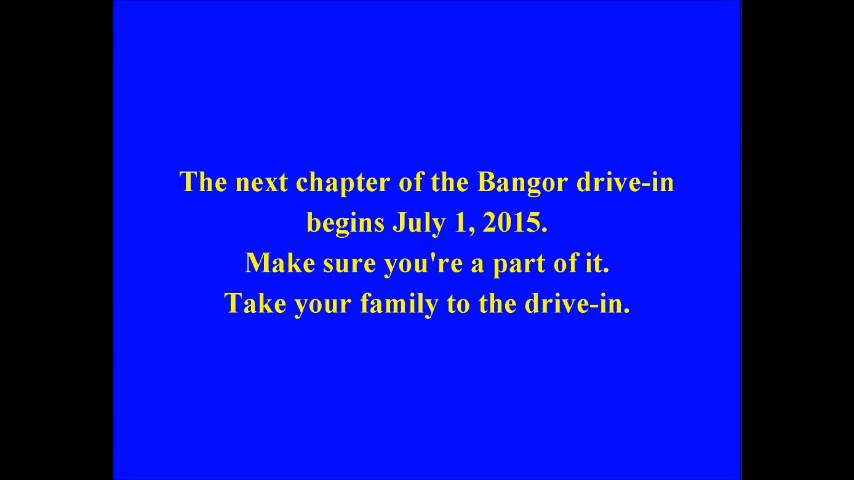 The next chapter of the Bangor drive-in
begins July 1, 2015.
Make sure you're a part of it.
Take your family to the drive-in.